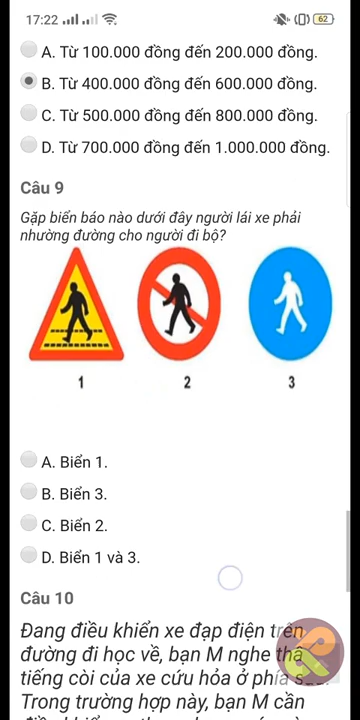 17:22
62
A. Từ 100.000 đồng đến 200.000 đồng.
B. Từ 400.000 đồng đến 600.000 đồng.
C. Từ 500.000 đồng đến 800.000 đồng.
D. Từ 700.000 đồng đến 1.000.000 đồng.
Câu 9
Gặp biển báo nào dưới đây người lái xe phải
nhường đường cho người đi bộ?
1 2 3
A. Biển 1.
B. Biển 3.
C. Biển 2.
D. Biển 1 và 3.
Câu 10
Đang điều khiển xe đạp điện trên
đường đi học về, bạn M nghe thấ
tiếng còi của xe cứu hỏa ở phía
Trong trường hợp này, bạn M cần